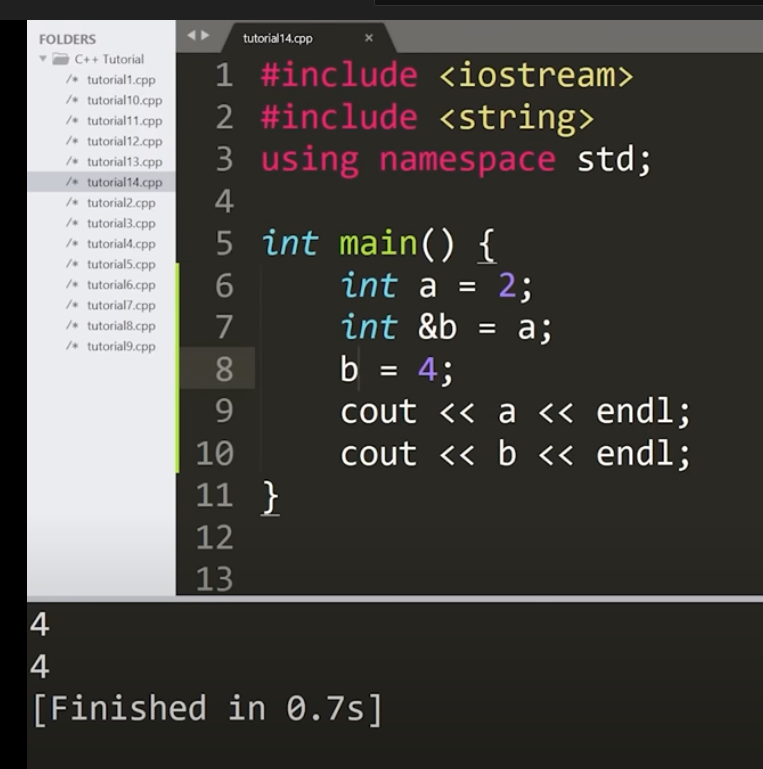 FOLDERS
C++ Tutorial
/* tutorial1.cpp
/* tutorial10.cpp
/* tutorial11.cpp
/* tutorial12.cpp
/* tutorial13.cpp
/* tutorial14.cpp
/* tutorial2.cpp
/* tutorial3.cpp
/* tutorial4.cpp
/* tutorial5.cpp
/* tutorial6.cpp
/* tutorial7.cpp
/* tutorial8.cpp
/* tutorial9.cpp
tutorial14.cpp ×
1 #include <iostream>
2 #include <string>
3 using namespace std;
4
5 int main() {
6     int a = 2;
7     int &b = a;
8     b = 4;
9     cout << a << endl;
10     cout << b << endl;
11 }
12
13
4
4
[Finished in 0.7s]